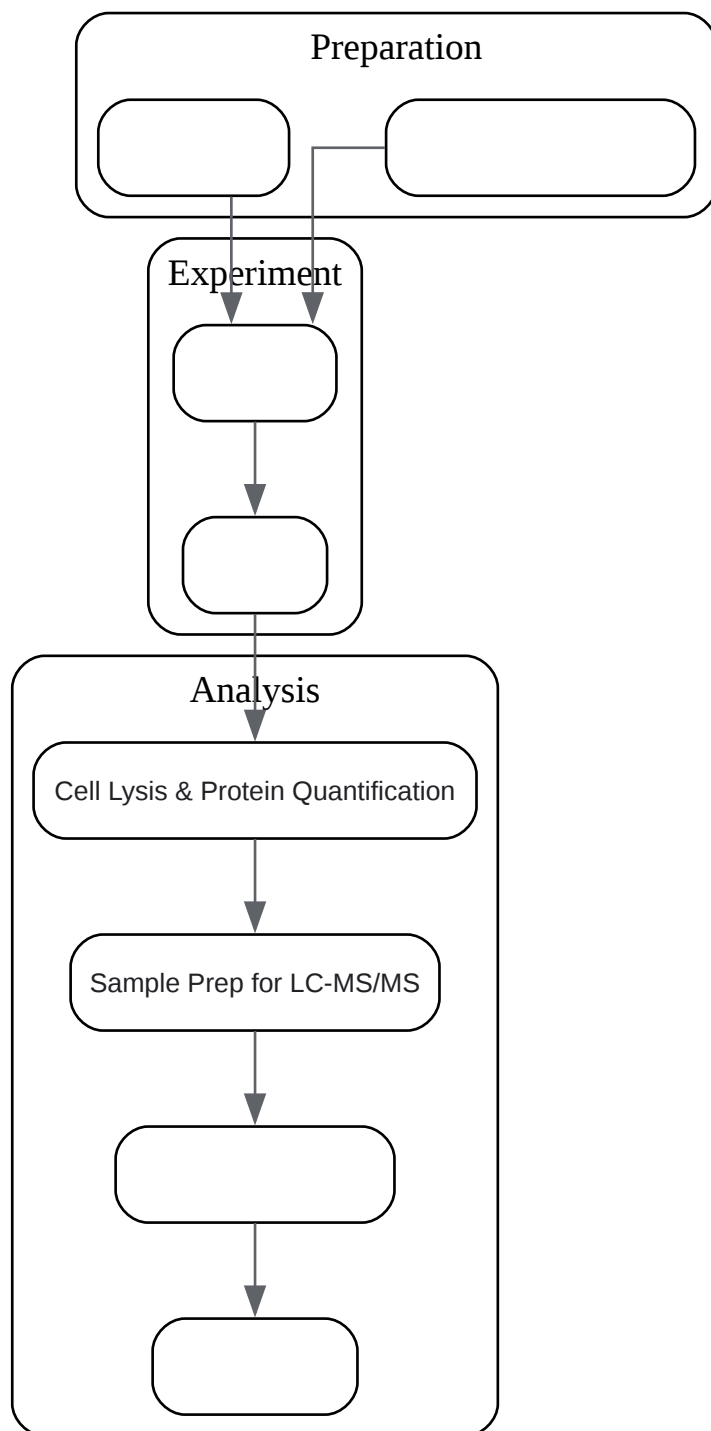 Preparation
Experiment
Analysis
Cell Lysis & Protein Quantification
Sample Prep for LC-MS/MS